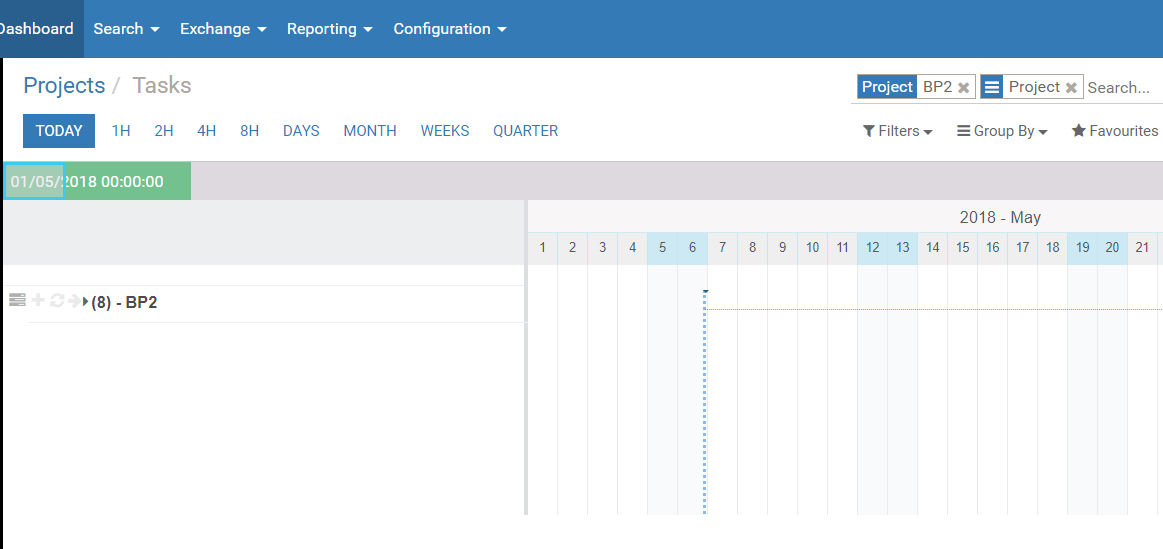 Dashboard Search Exchange Reporting Configuration
Projects / Tasks
Project BP2 Project Search...
TODAY 1H 2H 4H 8H DAYS MONTH WEEKS QUARTER
Filters Group By Favourites
01/05/2018 00:00:00
2018 - May
1 2 3 4 5 6 7 8 9 10 11 12 13 14 15 16 17 18 19 20 21
(8) - BP2